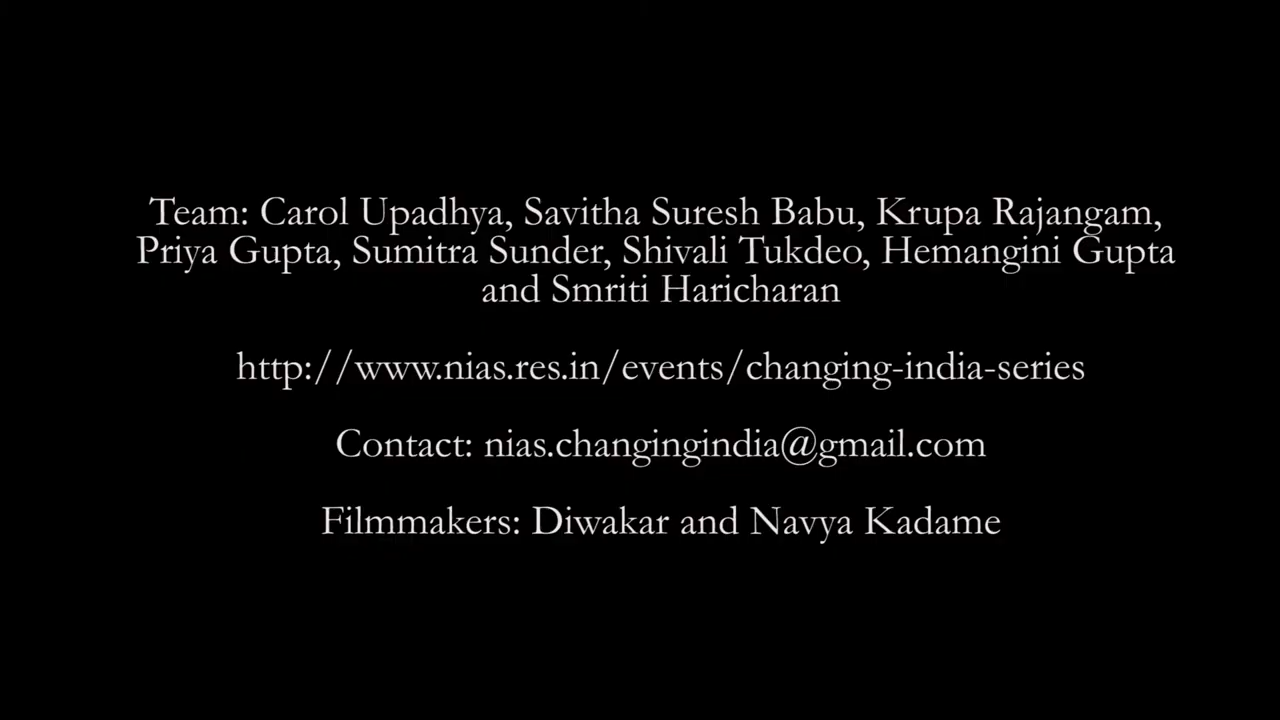 Team: Carol Upadhya, Savitha Suresh Babu, Krupa Rajangam,
Priya Gupta, Sumitra Sunder, Shivali Tukdeo, Hemangini Gupta
and Smriti Haricharan
http://www.nias.res.in/events/changing-india-series
Contact: nias.changingindia@gmail.com
Filmmakers: Diwakar and Navya Kadame